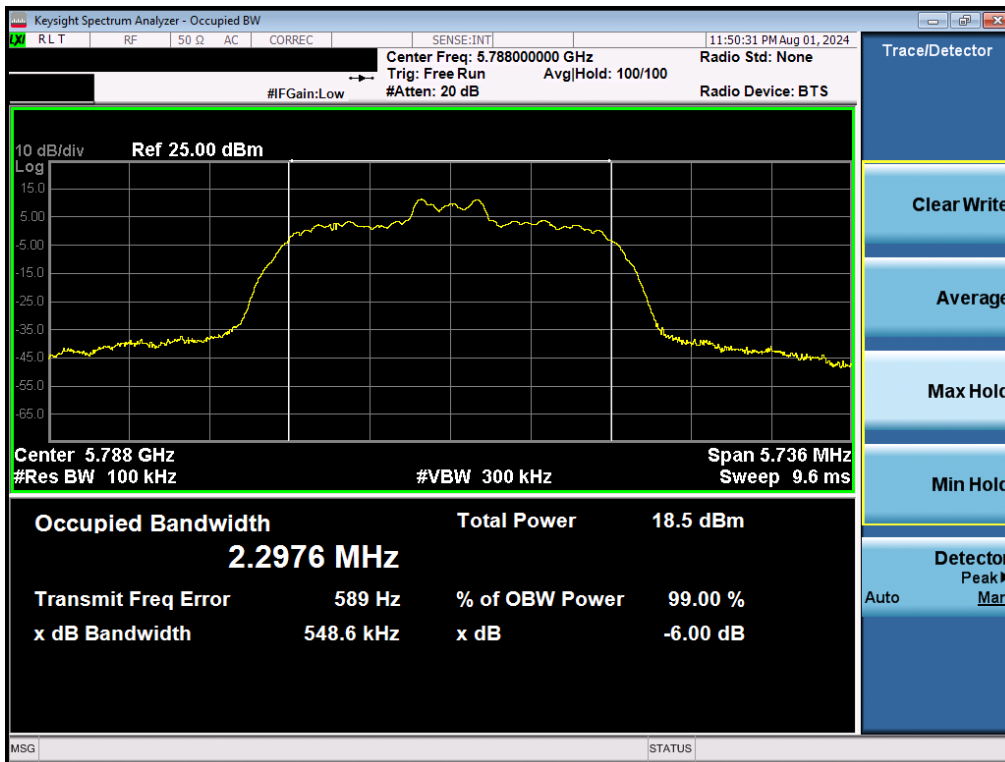 Keysight Spectrum Analyzer - Occupied BW
LXI RLT RF 50 Ω AC CORREC SENSE:INT 11:50:31 PM Aug 01, 2024
Center Freq: 5.788000000 GHz Radio Std: None
Trig: Free Run Avg|Hold: 100/100
#IFGain:Low #Atten: 20 dB Radio Device: BTS
10 dB/div Ref 25.00 dBm
Log
15.0
5.00
-5.00
-15.0
-25.0
-35.0
-45.0
-55.0
-65.0
Center 5.788 GHz Span 5.736 MHz
#Res BW 100 kHz #VBW 300 kHz Sweep 9.6 ms
Occupied Bandwidth Total Power 18.5 dBm
2.2976 MHz
Transmit Freq Error 589 Hz % of OBW Power 99.00 %
x dB Bandwidth 548.6 kHz x dB -6.00 dB
MSG STATUS
Trace/Detector
Clear Write
Average
Max Hold
Min Hold
Detector
Peak▶
Auto Man